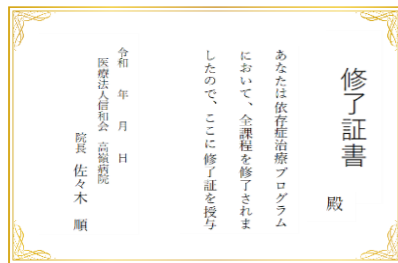 修了証書
殿
あなたは依存症治療プログラム
において、全課程を修了されま
したので、ここに修了証を授与
令和　年　月　日
医療法人信和会　高嶺病院
院長　佐々木　順